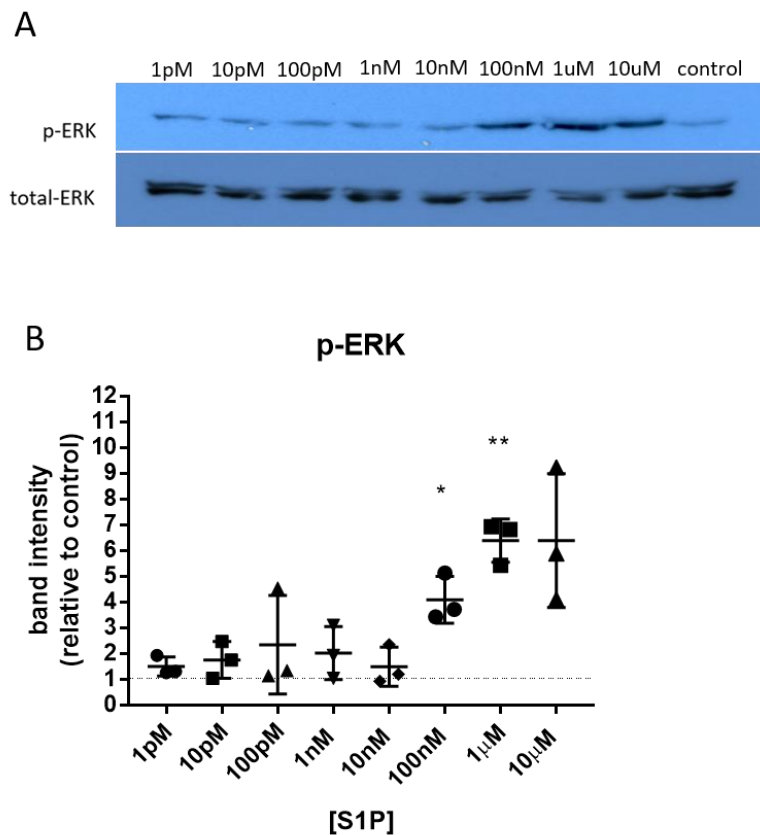 A
1pM 10pM 100pM 1nM 10nM 100nM 1uM 10uM control
p-ERK
total-ERK
B
p-ERK
12
11
10
9
8
7
6
5
4
3
2
1
0
band intensity
(relative to control)
*
**
1pM
10pM
100pM
1nM
10nM
100nM
1μM
10μM
[S1P]